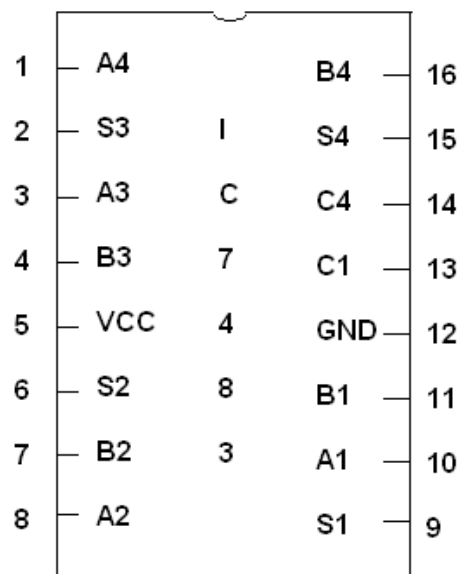 1 A4 B4 16
2 S3 I S4 15
3 A3 C C4 14
4 B3 7 C1 13
5 VCC 4 GND 12
6 S2 8 B1 11
7 B2 3 A1 10
8 A2 S1 9